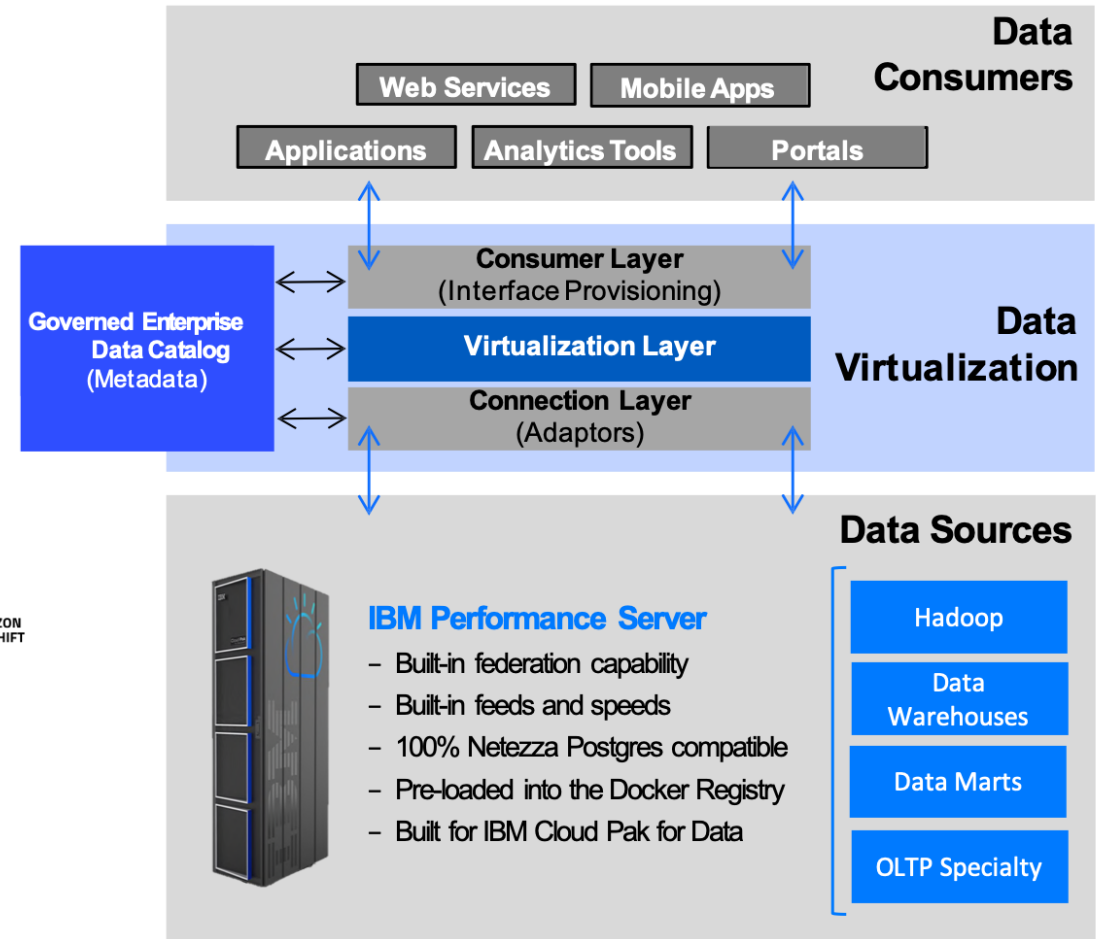 Data
Consumers
Web Services
Mobile Apps
Applications
Analytics Tools
Portals
Governed Enterprise
Data Catalog
(Metadata)
Consumer Layer
(Interface Provisioning)
Virtualization Layer
Connection Layer
(Adaptors)
Data
Virtualization
Data Sources
ZON
HIFT
IBM Performance Server
– Built-in federation capability
– Built-in feeds and speeds
– 100% Netezza Postgres compatible
– Pre-loaded into the Docker Registry
– Built for IBM Cloud Pak for Data
IBM
Hadoop
Data
Warehouses
Data Marts
OLTP Specialty